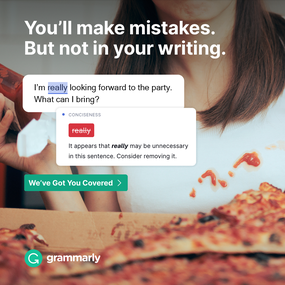 You'll make mistakes.
But not in your writing.
I'm really looking forward to the party.
What can I bring?
CONCISENESS
really
It appears that really may be unnecessary
in this sentence. Consider removing it.
We've Got You Covered
grammarly